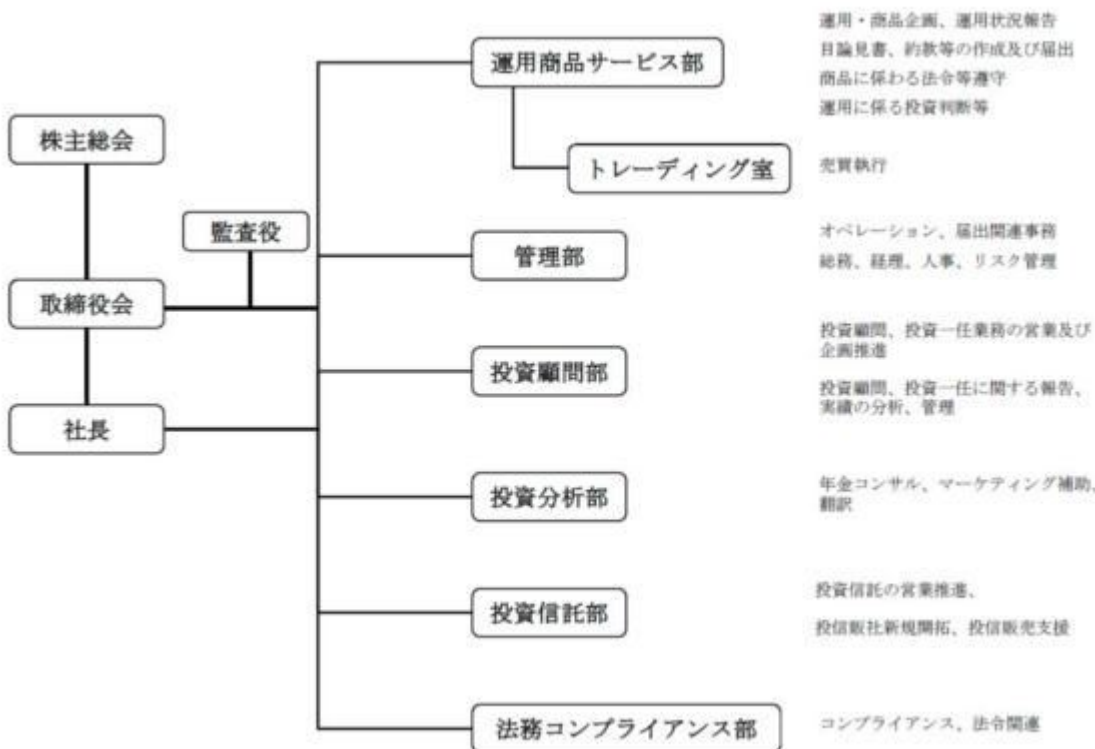 株主総会
監査役
取締役会
社長
運用商品サービス部
運用・商品企画、運用状況報告
目論見書、約款等の作成及び届出
商品に係わる法令等遵守
運用に係る投資判断等
トレーディング室
売買執行
管理部
オペレーション、届出関連事務
総務、経理、人事、リスク管理
投資顧問部
投資顧問、投資一任業務の営業及び
企画推進
投資顧問、投資一任に関する報告、
実績の分析、管理
投資分析部
年金コンサル、マーケティング補助、
翻訳
投資信託部
投資信託の営業推進、
投信販社新規開拓、投信販売支援
法務コンプライアンス部
コンプライアンス、法令関連